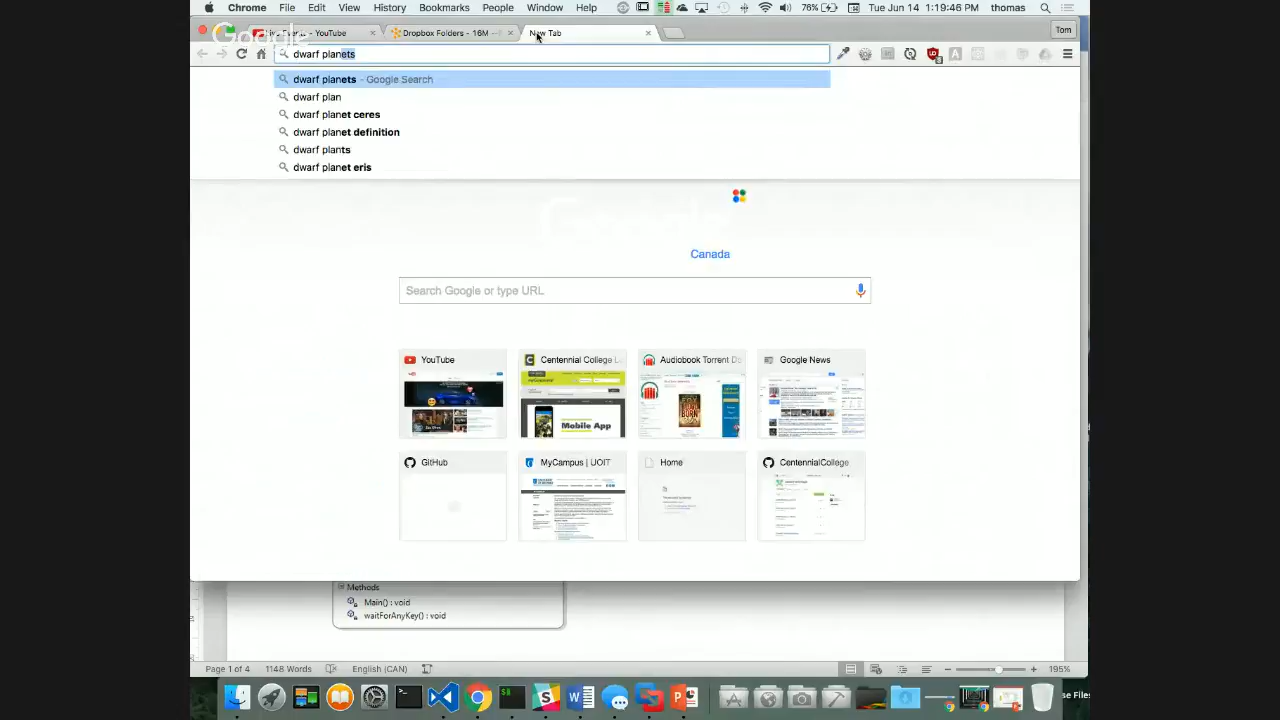 Chrome File Edit View History Bookmarks People Window Help 76% Tue Jun 14 1:19:46 PM thomas
YouTube Dropbox Folders - 16M New Tab Tom
dwarf planets
dwarf planets - Google Search
dwarf plan
dwarf planet ceres
dwarf planet definition
dwarf plants
dwarf planet eris
Canada
Search Google or type URL
YouTube Centennial College Audiobook Torrent Google News
Mobile App
GitHub MyCampus | UOIT Home CentennialCollege
Methods
Main() : void
waitForAnyKey() : void
Page 1 of 4 1148 Words English (CAN) 195%
se Files